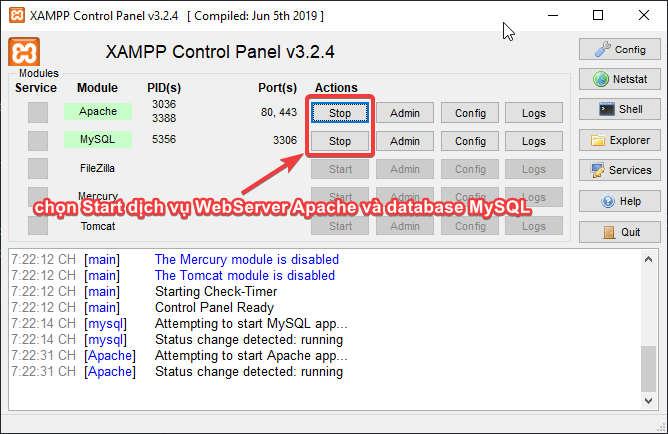 XAMPP Control Panel v3.2.4 [ Compiled: Jun 5th 2019 ]
XAMPP Control Panel v3.2.4
Config
Modules
Service Module PID(s) Port(s) Actions
Netstat
Apache 3036 3388 80, 443 Stop Admin Config Logs
Shell
MySQL 5356 3306 Stop Admin Config Logs
Explorer
FileZilla Start Admin Config Logs
Services
Mercury Start Admin Config Logs
chọn Start dịch vụ WebServer Apache và database MySQL
Help
Tomcat Start Admin Config Logs
Quit
7:22:12 CH [main] The Mercury module is disabled
7:22:12 CH [main] The Tomcat module is disabled
7:22:12 CH [main] Starting Check-Timer
7:22:12 CH [main] Control Panel Ready
7:22:14 CH [mysql] Attempting to start MySQL app...
7:22:14 CH [mysql] Status change detected: running
7:22:31 CH [Apache] Attempting to start Apache app...
7:22:31 CH [Apache] Status change detected: running